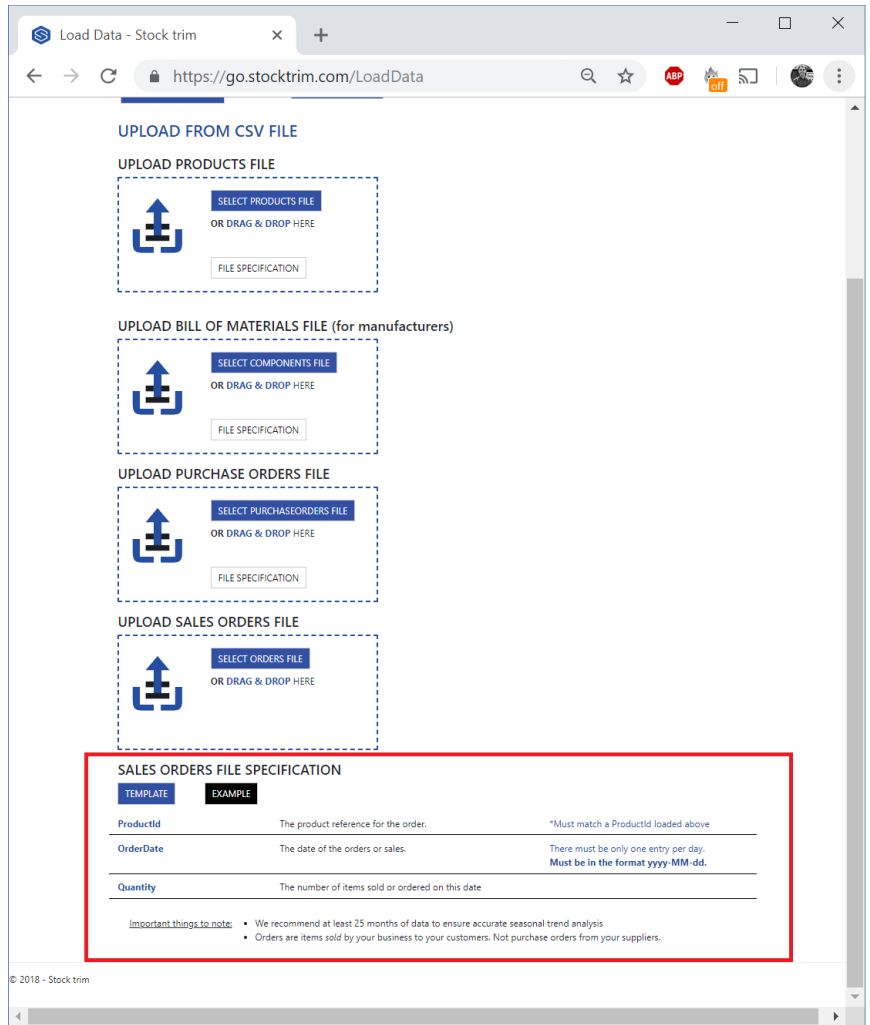 Load Data - Stock trim
https://go.stocktrim.com/LoadData
ABP
off
UPLOAD FROM CSV FILE
UPLOAD PRODUCTS FILE
SELECT PRODUCTS FILE
OR DRAG & DROP HERE
FILE SPECIFICATION
UPLOAD BILL OF MATERIALS FILE (for manufacturers)
SELECT COMPONENTS FILE
OR DRAG & DROP HERE
FILE SPECIFICATION
UPLOAD PURCHASE ORDERS FILE
SELECT PURCHASEORDERS FILE
OR DRAG & DROP HERE
FILE SPECIFICATION
UPLOAD SALES ORDERS FILE
SELECT ORDERS FILE
OR DRAG & DROP HERE
SALES ORDERS FILE SPECIFICATION
TEMPLATE EXAMPLE
ProductId The product reference for the order. *Must match a ProductId loaded above
OrderDate The date of the orders or sales. There must be only one entry per day.
Must be in the format yyyy-MM-dd.
Quantity The number of items sold or ordered on this date
Important things to note: • We recommend at least 25 months of data to ensure accurate seasonal trend analysis
• Orders are items sold by your business to your customers. Not purchase orders from your suppliers.
© 2018 - Stock trim